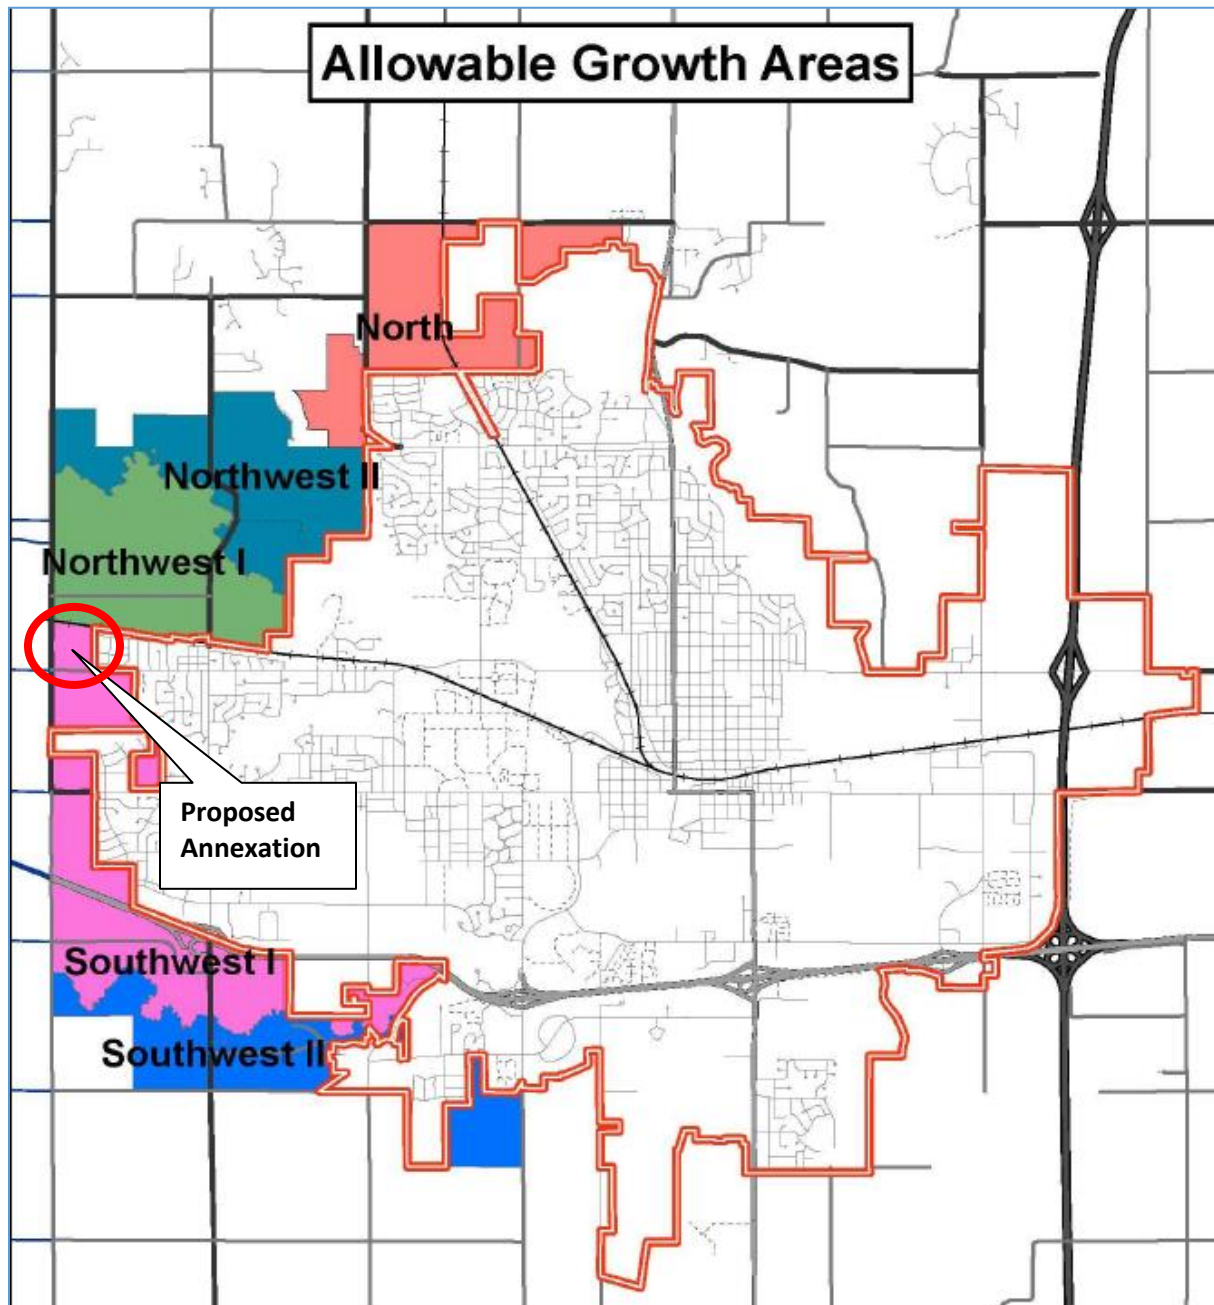 Allowable Growth Areas
North
Northwest II
Northwest I
Proposed
Annexation
Southwest I
Southwest II